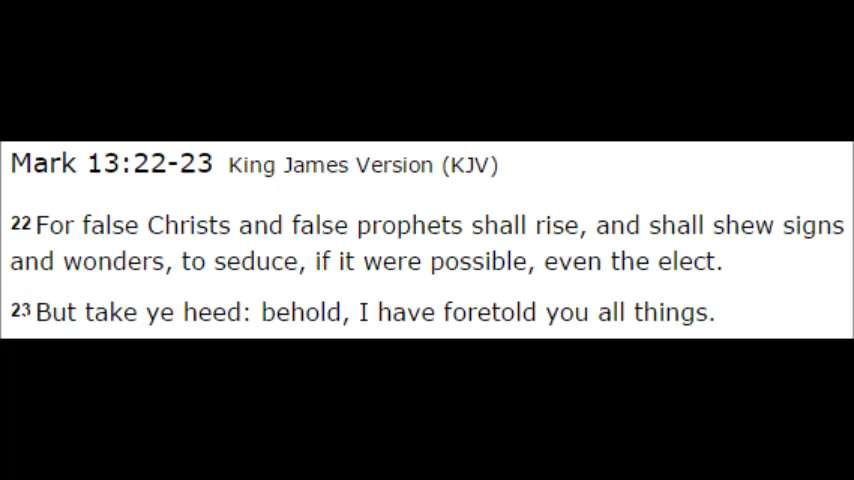 Mark 13:22-23 King James Version (KJV)
22 For false Christs and false prophets shall rise, and shall shew signs
and wonders, to seduce, if it were possible, even the elect.
23 But take ye heed: behold, I have foretold you all things.